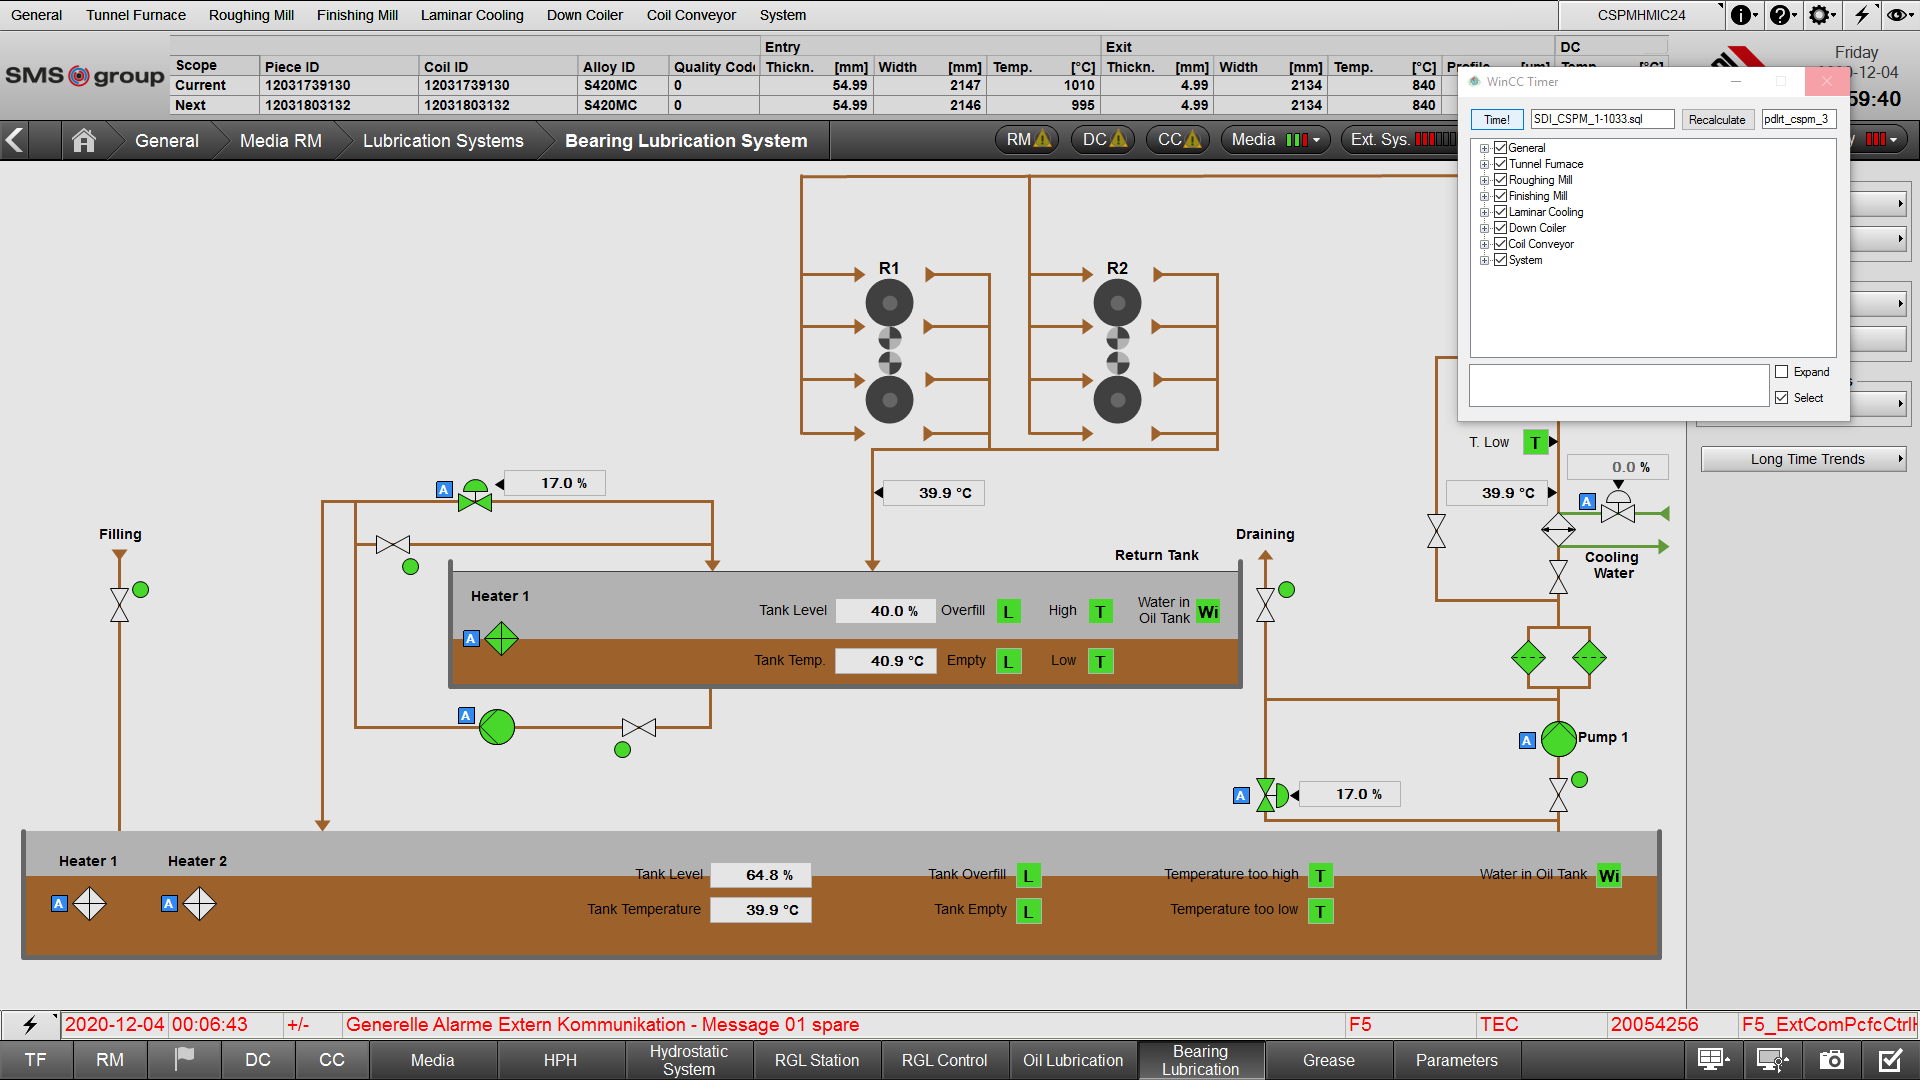 General Tunnel Furnace Roughing Mill Finishing Mill Laminar Cooling Down Coiler Coil Conveyor System CSPMHMIC24
SMS group
Entry Exit DC
Scope Piece ID Coil ID Alloy ID Quality Code Thickn. [mm] Width [mm] Temp. [°C] Thickn. [mm] Width [mm] Temp. [°C]
Current 12031739130 12031739130 S420MC 0 54.99 2147 1010 4.99 2134 840
Next 12031803132 12031803132 S420MC 0 54.99 2146 995 4.99 2134 840
Friday
-12-04
59:40
General Media RM Lubrication Systems Bearing Lubrication System RM DC CC Media Ext. Sys.
WinCC Timer
Time! SDI_CSPM_1-1033.sql Recalculate pdlrt_cspm_3
General
Tunnel Furnace
Roughing Mill
Finishing Mill
Laminar Cooling
Down Coiler
Coil Conveyor
System
Expand
Select
R1 R2
T. Low T
Long Time Trends
0.0 %
A 17.0 %
39.9 °C
39.9 °C
A
Filling
Draining
Cooling
Water
Return Tank
Heater 1
A
Tank Level 40.0 % Overfill L High T Water in
Oil Tank Wi
Tank Temp. 40.9 °C Empty L Low T
A
A Pump 1
A 17.0 %
Heater 1 Heater 2
A A
Tank Level 64.8 % Tank Overfill L Temperature too high T Water in Oil Tank Wi
Tank Temperature 39.9 °C Tank Empty L Temperature too low T
2020-12-04 00:06:43 +/- Generelle Alarme Extern Kommunikation - Message 01 spare F5 TEC 20054256 F5_ExtComPcfcCtrl
TF RM DC CC Media HPH Hydrostatic
System RGL Station RGL Control Oil Lubrication Bearing
Lubrication Grease Parameters